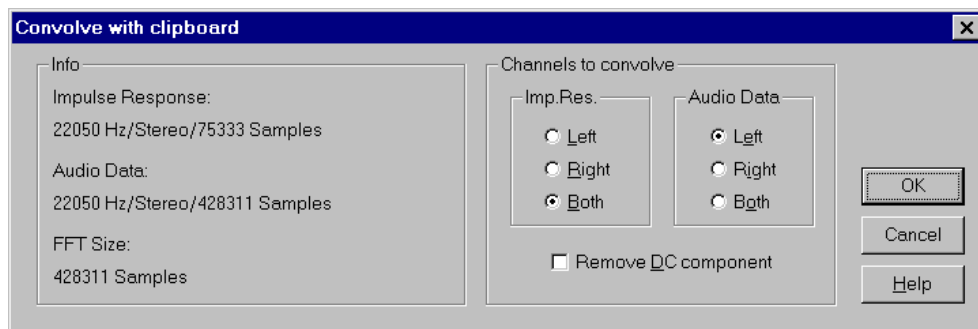 Convolve with clipboard
Info
Impulse Response:
22050 Hz/Stereo/75333 Samples
Audio Data:
22050 Hz/Stereo/428311 Samples
FFT Size:
428311 Samples
Channels to convolve
Imp.Res.
Left
Right
Both
Audio Data
Left
Right
Both
Remove DC component
OK
Cancel
Help